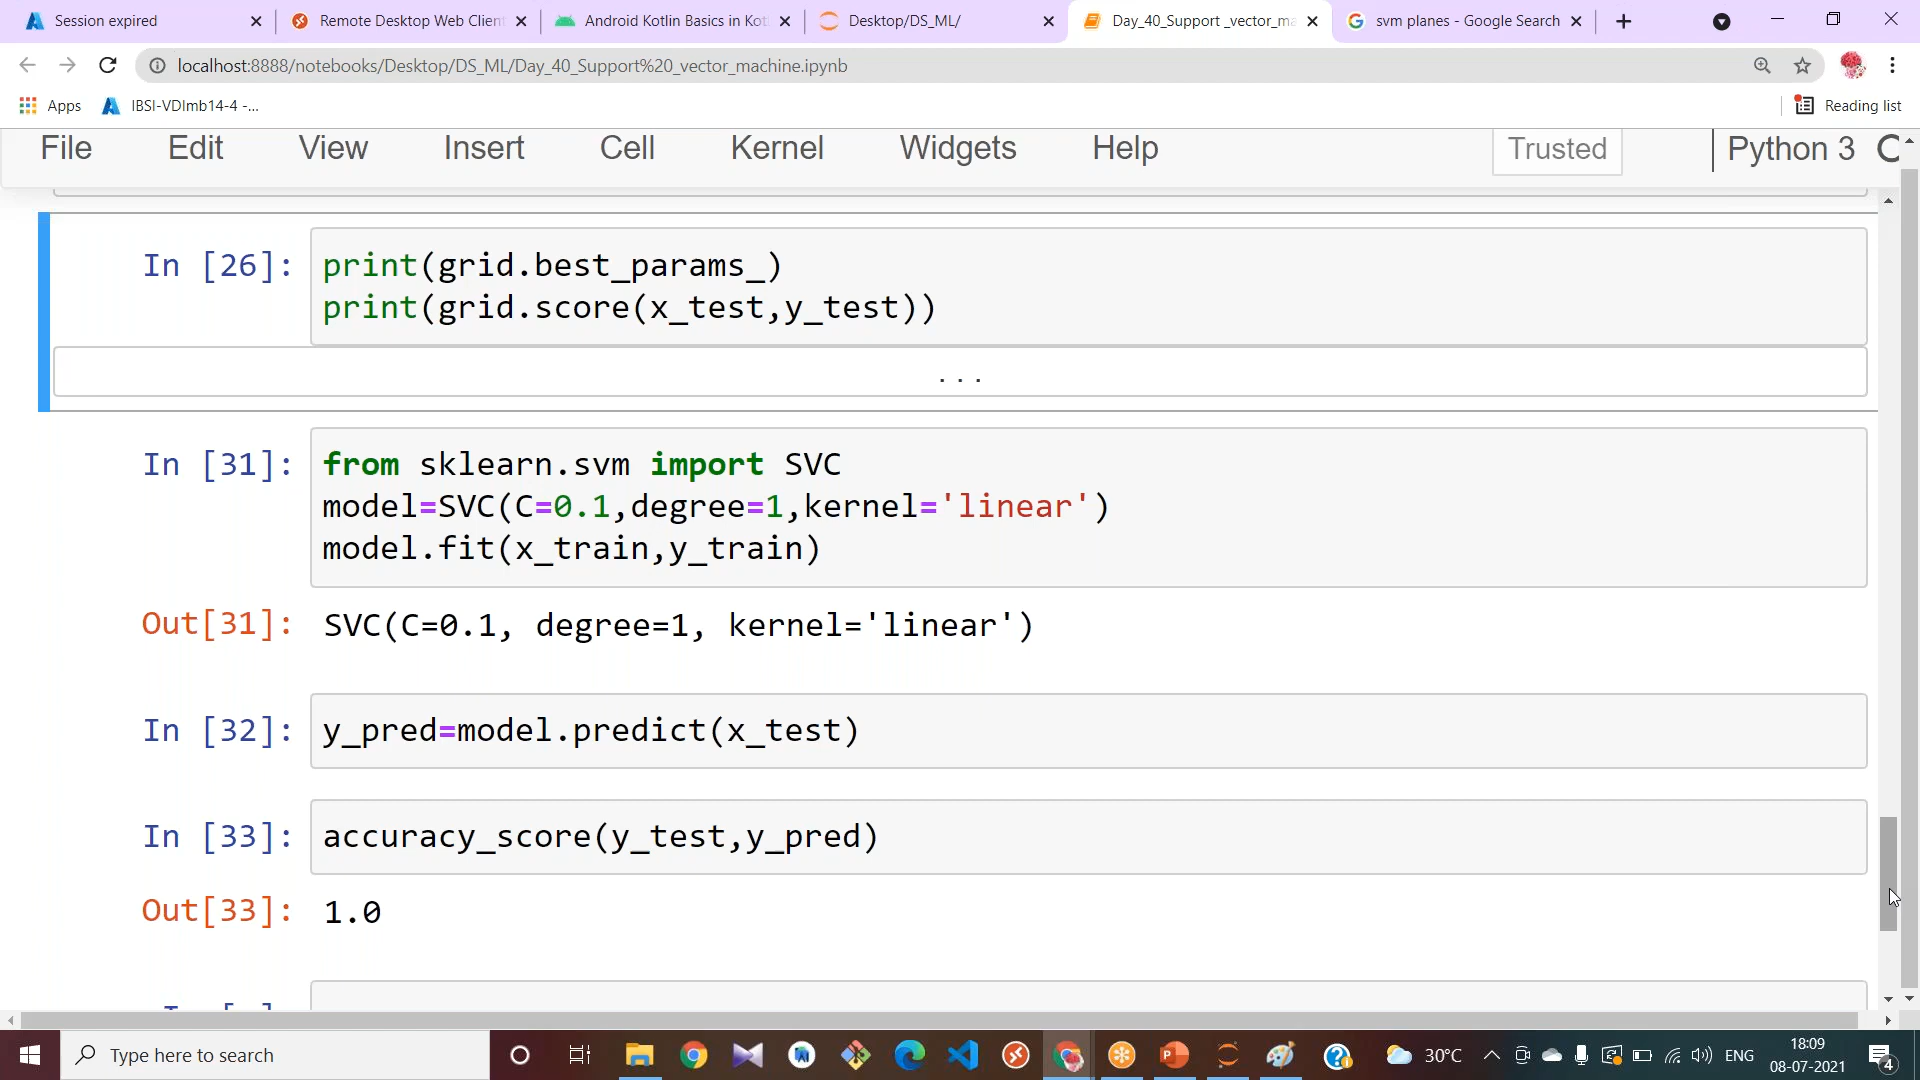 Session expired
Remote Desktop Web Clien
Android Kotlin Basics in Kot
Desktop/DS_ML/
Day_40_Support _vector_ma
svm planes - Google Search
localhost:8888/notebooks/Desktop/DS_ML/Day_40_Support%20_vector_machine.ipynb
Apps
IBSI-VDImb14-4 -...
Reading list
File Edit View Insert Cell Kernel Widgets Help Trusted Python 3
In [26]: print(grid.best_params_)
print(grid.score(x_test,y_test))
...
In [31]: from sklearn.svm import SVC
model=SVC(C=0.1,degree=1,kernel='linear')
model.fit(x_train,y_train)
Out[31]: SVC(C=0.1, degree=1, kernel='linear')
In [32]: y_pred=model.predict(x_test)
In [33]: accuracy_score(y_test,y_pred)
Out[33]: 1.0
Type here to search
30°C
ENG
18:09
08-07-2021
4